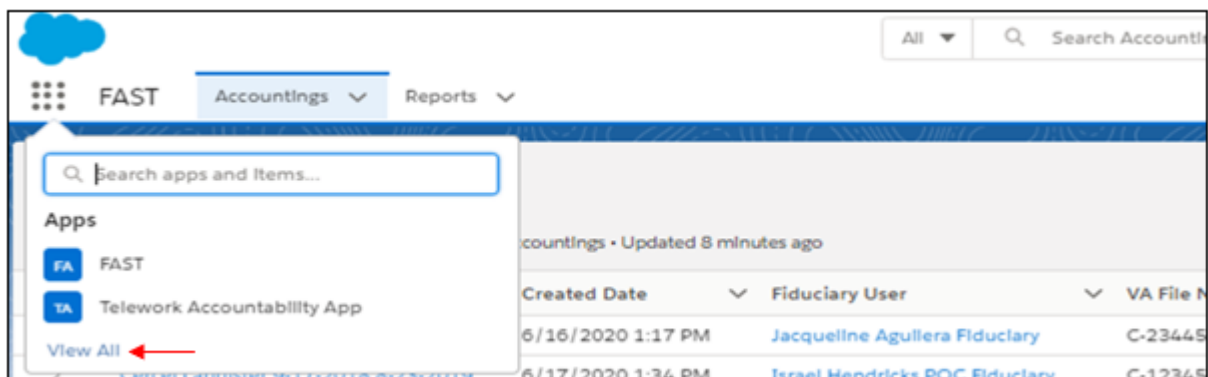 All Search Accounti
FAST Accountings Reports
Search apps and Items...
Apps
FA FAST
countings • Updated 8 minutes ago
TA Telework Accountability App
Created Date Fiduciary User VA File N
View All
6/16/2020 1:17 PM Jacqueline Aguilera Fiduciary C-23445
6/17/2020 1:34 PM Israel Hendricks POC Fiduciary C-12345